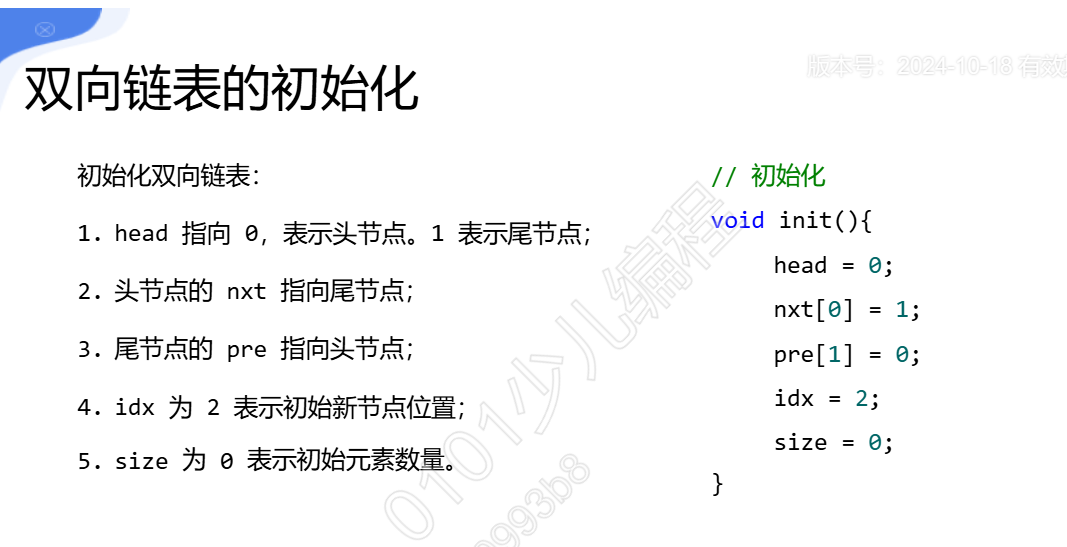 版本号：2024-10-18 有效
双向链表的初始化
初始化双向链表：
1. head 指向 0，表示头节点。1 表示尾节点；
2. 头节点的 nxt 指向尾节点；
3. 尾节点的 pre 指向头节点；
4. idx 为 2 表示初始新节点位置；
5. size 为 0 表示初始元素数量。
// 初始化
void init(){
head = 0;
nxt[0] = 1;
pre[1] = 0;
idx = 2;
size = 0;
}
0101少儿编程
9993b8